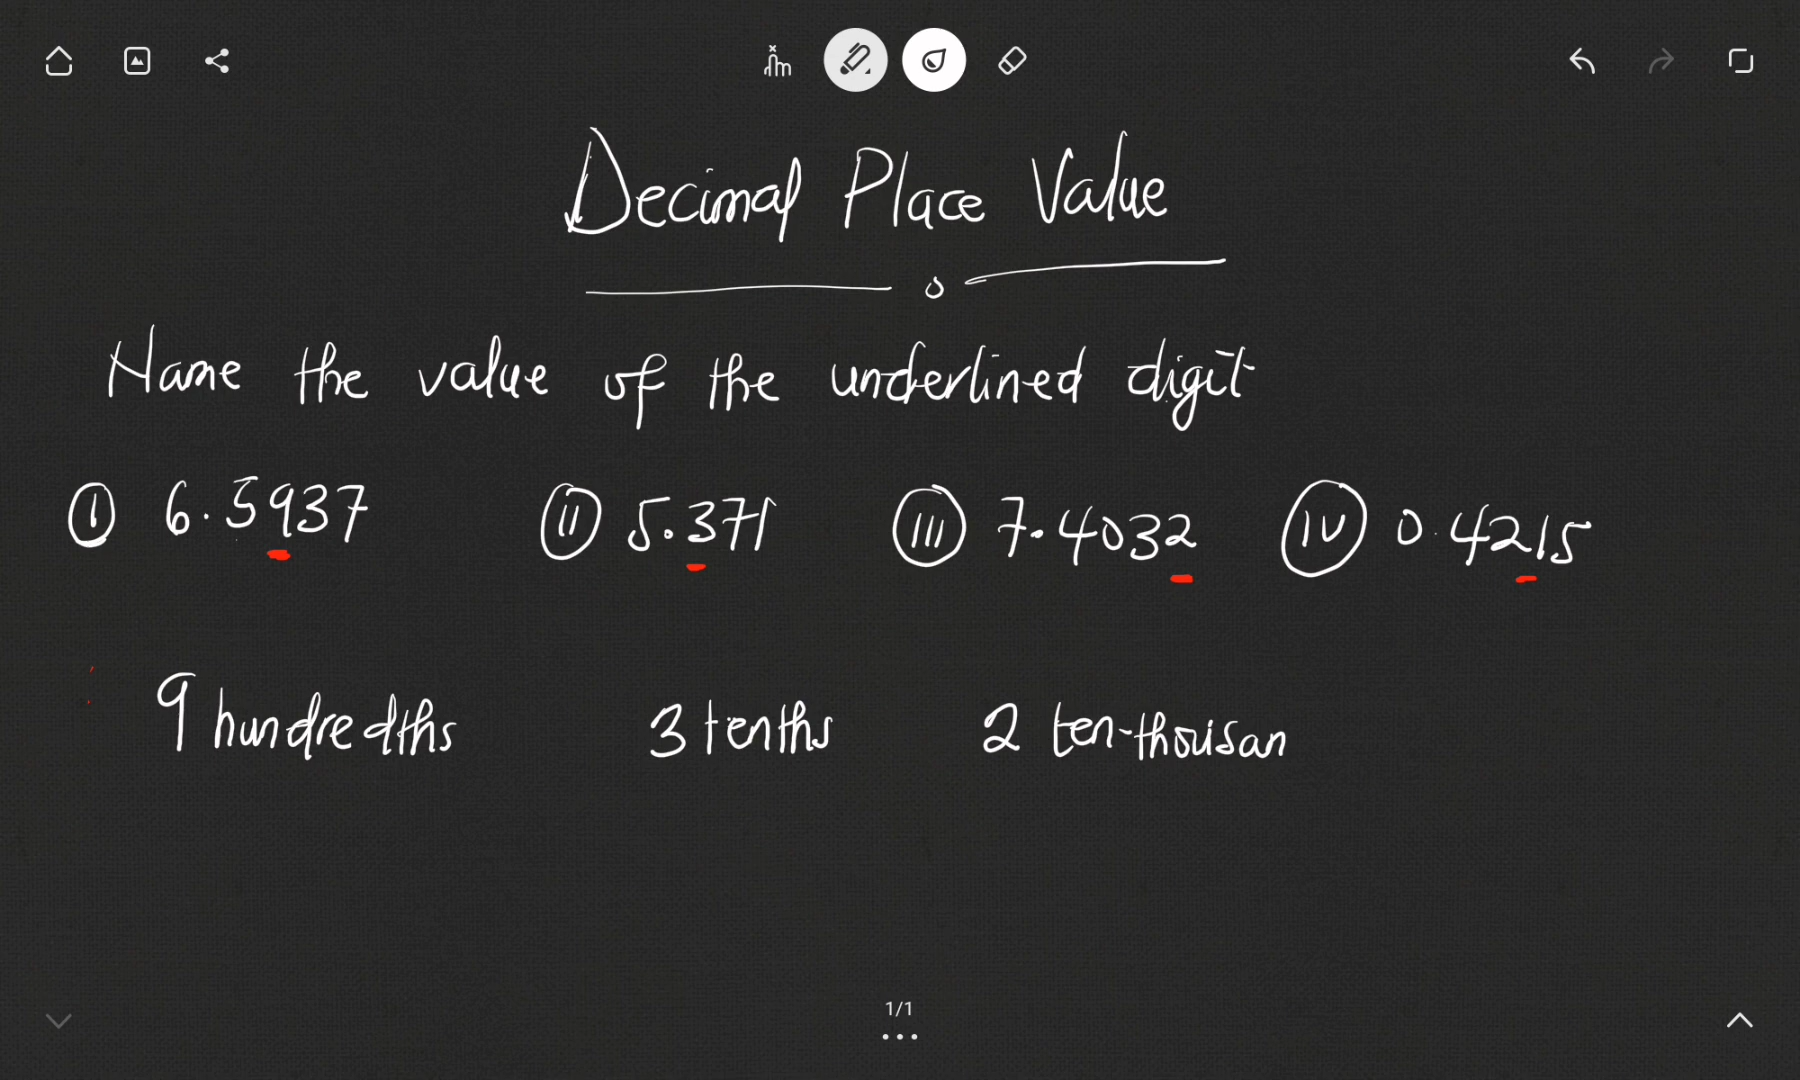 Decimal Place Value
Name the value of the underlined digit
I 6.5937 II 5.371 III 7.4032 IV 0.4215
9 hundredths 3 tenths 2 ten-thousan
1/1